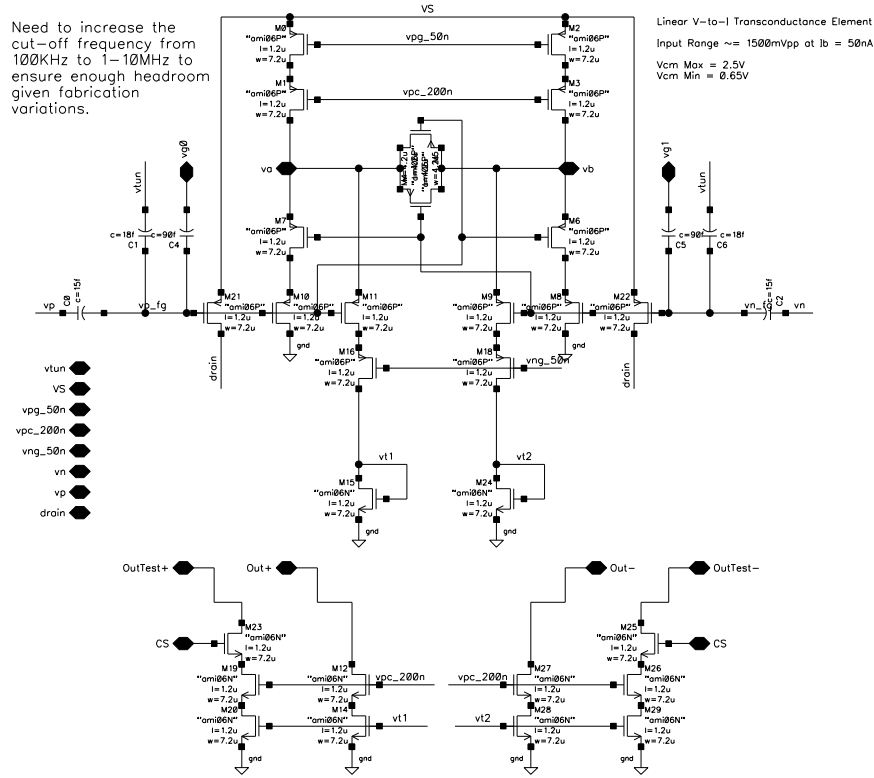 VS
Need to increase the
cut-off frequency from
100KHz to 1-10MHz to
ensure enough headroom
given fabrication
variations.
Linear V-to-I Transconductance Element
Input Range ~= 1500mVpp at Ib = 50nA
Vcm Max = 2.5V
Vcm Min = 0.65V
M0
"ami06P"
l=1.2u
w=7.2u
vpg_50n
M2
"ami06P"
l=1.2u
w=7.2u
M1
"ami06P"
l=1.2u
w=7.2u
vpc_200n
M3
"ami06P"
l=1.2u
w=7.2u
vtun
vg0
va
vb
vg1
vtun
M7
"ami06P"
l=1.2u
w=7.2u
M6
"ami06P"
l=1.2u
w=7.2u
c=18f
C1
c=90f
C4
c=90f
C5
c=18f
C6
vp
C0
c=15f
vp_fg
M21
"ami06P"
l=1.2u
w=7.2u
M10
"ami06P"
l=1.2u
w=7.2u
M11
"ami06P"
l=1.2u
w=7.2u
M9
"ami06P"
l=1.2u
w=7.2u
M8
"ami06P"
l=1.2u
w=7.2u
M22
"ami06P"
l=1.2u
w=7.2u
c=15f
C2
vn
gnd
gnd
drain
drain
M16
"ami06P"
l=1.2u
w=7.2u
M18
"ami06P"
l=1.2u
w=7.2u
vng_50n
vtun
VS
vpg_50n
vpc_200n
vng_50n
vn
vp
drain
vt1
vt2
M15
"ami06N"
l=1.2u
w=7.2u
M24
"ami06N"
l=1.2u
w=7.2u
gnd
gnd
OutTest+
Out+
Out-
OutTest-
CS
M23
"ami06N"
l=1.2u
w=7.2u
M25
"ami06N"
l=1.2u
w=7.2u
CS
M19
"ami06N"
l=1.2u
w=7.2u
M12
"ami06N"
l=1.2u
w=7.2u
vpc_200n
vpc_200n
M27
"ami06N"
l=1.2u
w=7.2u
M26
"ami06N"
l=1.2u
w=7.2u
M20
"ami06N"
l=1.2u
w=7.2u
M14
"ami06N"
l=1.2u
w=7.2u
vt1
vt2
M28
"ami06N"
l=1.2u
w=7.2u
M29
"ami06N"
l=1.2u
w=7.2u
gnd
gnd
gnd
gnd